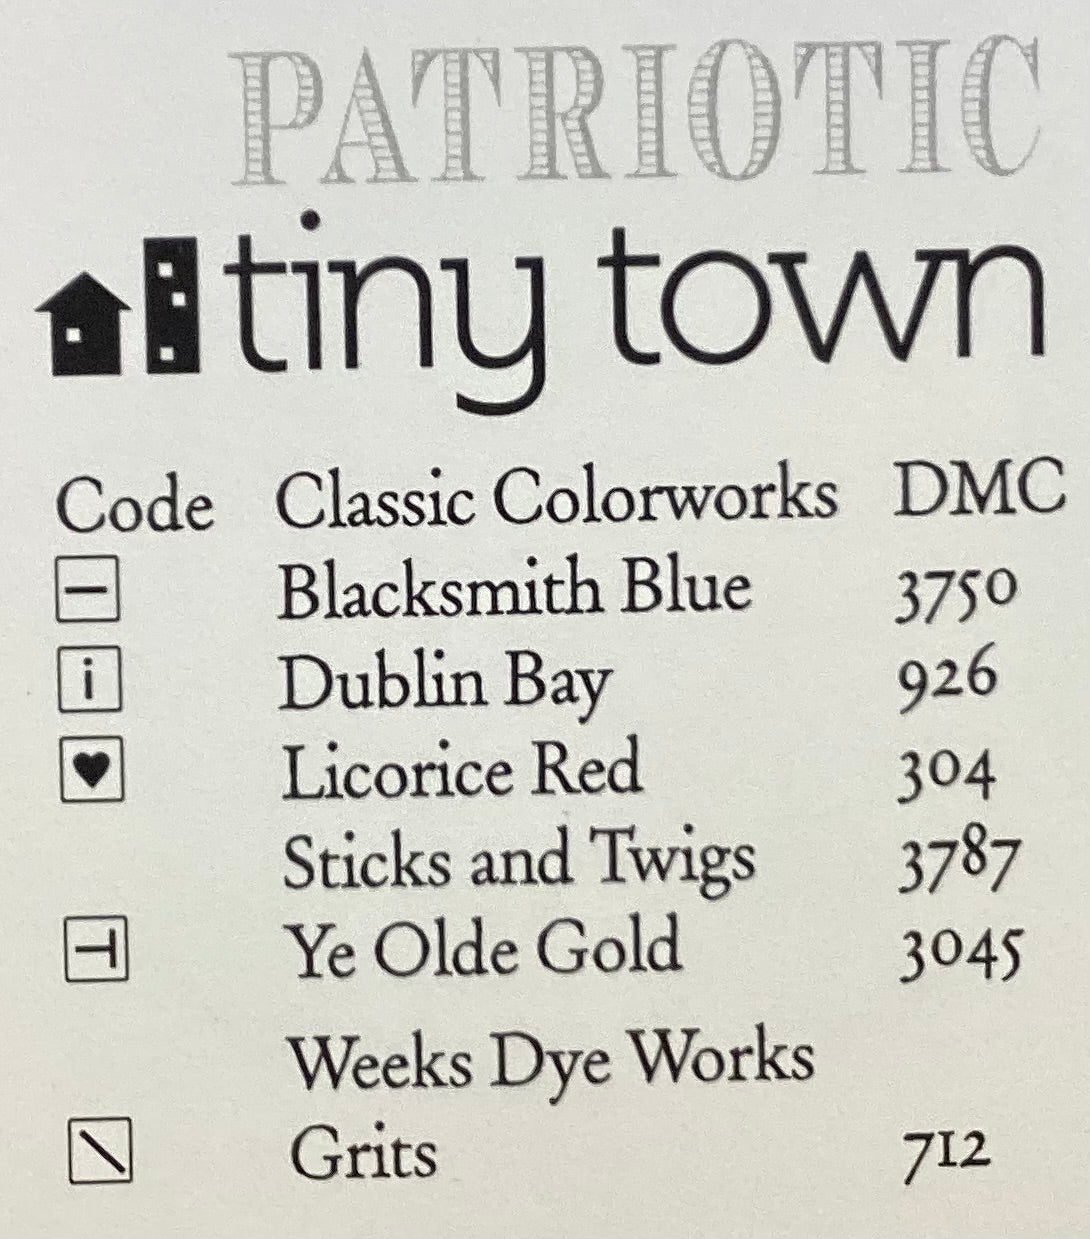 PATRIOTIC
tiny town
Code Classic Colorworks DMC
— Blacksmith Blue 3750
i Dublin Bay 926
♥ Licorice Red 304
Sticks and Twigs 3787
⊣ Ye Olde Gold 3045
Weeks Dye Works
\ Grits 712